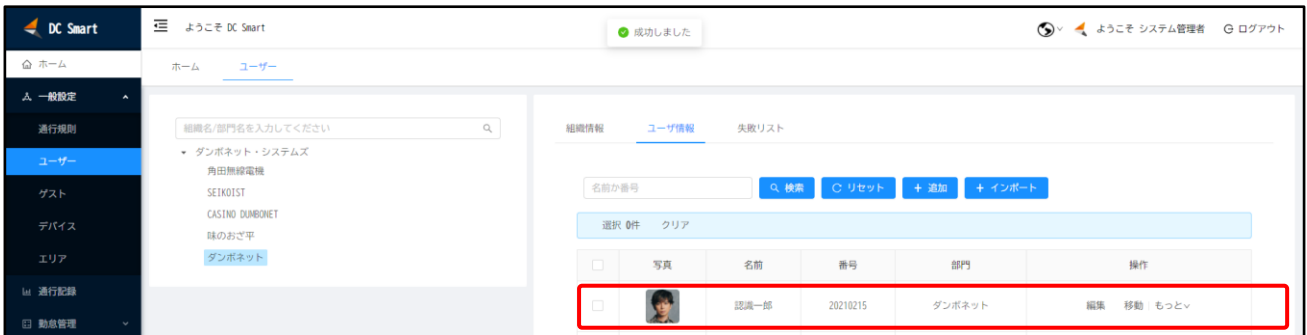 DC Smart
ようこそ DC Smart
成功しました
ようこそ システム管理者
ログアウト
ホーム
一般設定
通行規則
ユーザー
ゲスト
デバイス
エリア
通行記録
勤怠管理
ホーム ユーザー
組織名/部門名を入力してください
ダンボネット・システムズ
角田無線電機
SEIKOIST
CASINO DUMBONET
味のおざ平
ダンボネット
組織情報 ユーザ情報 失敗リスト
名前か番号 検索 リセット + 追加 + インポート
選択 0件 クリア
写真 名前 番号 部門 操作
認識一郎 20210215 ダンボネット 編集 移動 もっと